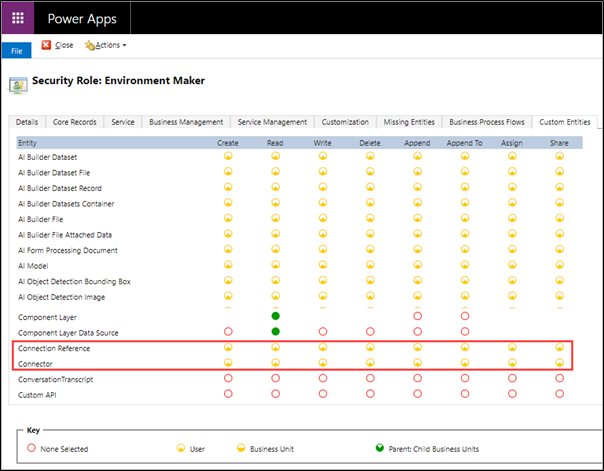 Power Apps
File Close Actions
Security Role: Environment Maker
Details Core Records Service Business Management Service Management Customization Missing Entities Business Process Flows Custom Entities
Entity Create Read Write Delete Append Append To Assign Share
AI Builder Dataset
AI Builder Dataset File
AI Builder Dataset Record
AI Builder Datasets Container
AI Builder File
AI Builder File Attached Data
AI Form Processing Document
AI Model
AI Object Detection Bounding Box
AI Object Detection Image
Component Layer
Component Layer Data Source
Connection Reference
Connector
ConversationTranscript
Custom API
Key
None Selected User Business Unit Parent: Child Business Units